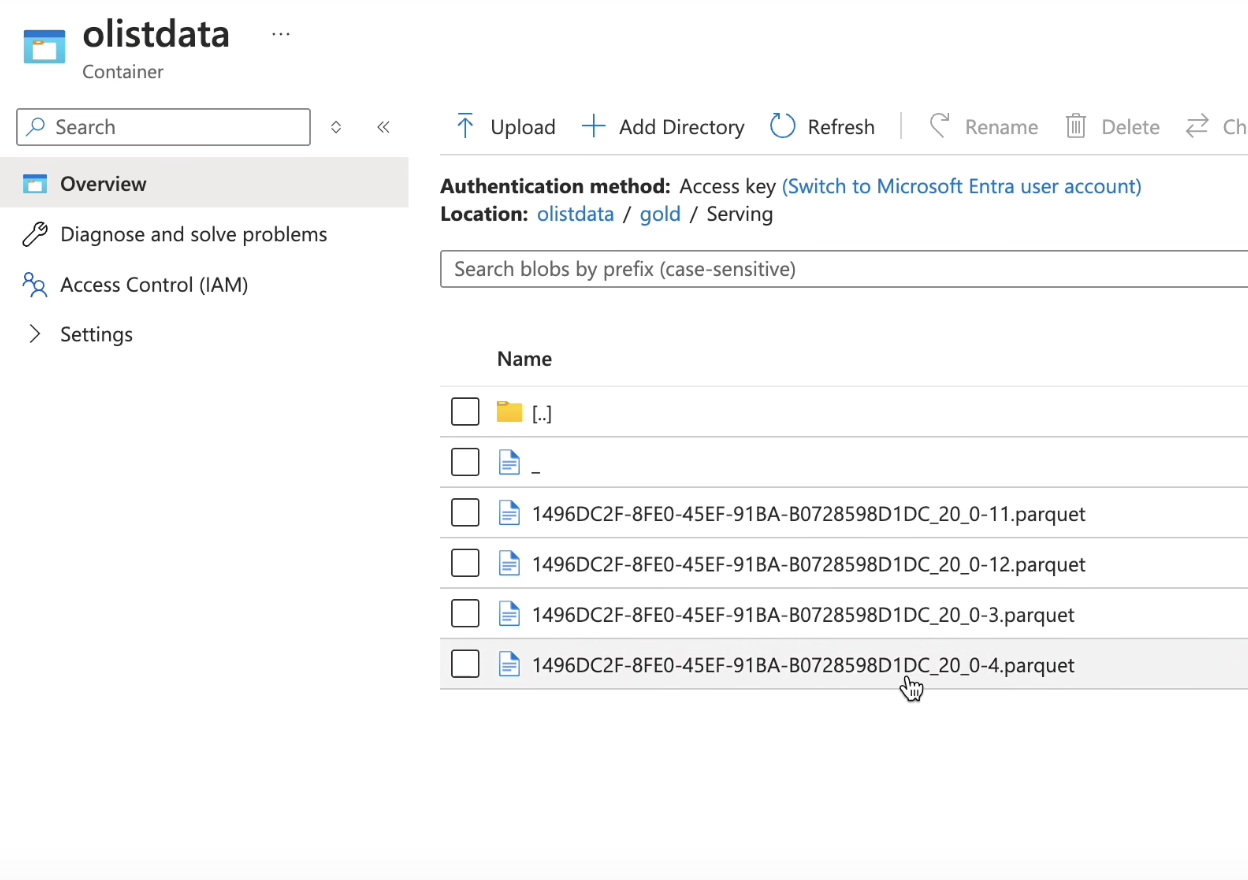 olistdata ...
Container
Search
Overview
Diagnose and solve problems
Access Control (IAM)
Settings
Upload Add Directory Refresh Rename Delete Ch
Authentication method: Access key (Switch to Microsoft Entra user account)
Location: olistdata / gold / Serving
Search blobs by prefix (case-sensitive)
Name
[..]
_
1496DC2F-8FE0-45EF-91BA-B0728598D1DC_20_0-11.parquet
1496DC2F-8FE0-45EF-91BA-B0728598D1DC_20_0-12.parquet
1496DC2F-8FE0-45EF-91BA-B0728598D1DC_20_0-3.parquet
1496DC2F-8FE0-45EF-91BA-B0728598D1DC_20_0-4.parquet